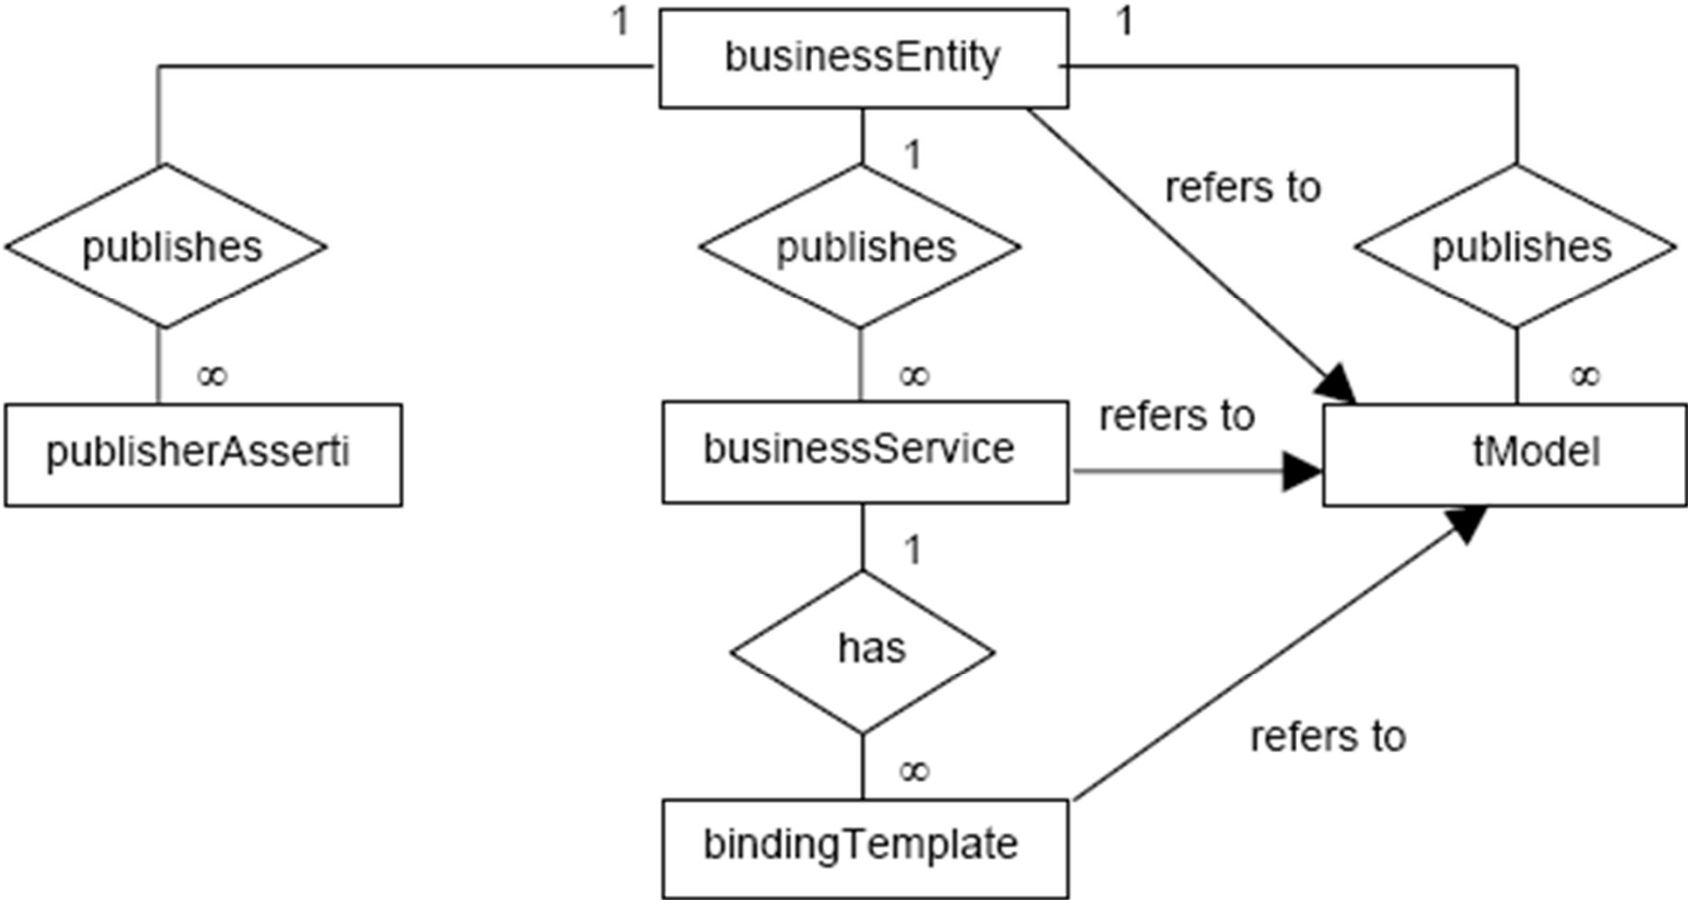 1
businessEntity
1
1
refers to
publishes
publishes
publishes
∞
∞
∞
refers to
publisherAsserti
businessService
tModel
1
has
refers to
∞
bindingTemplate